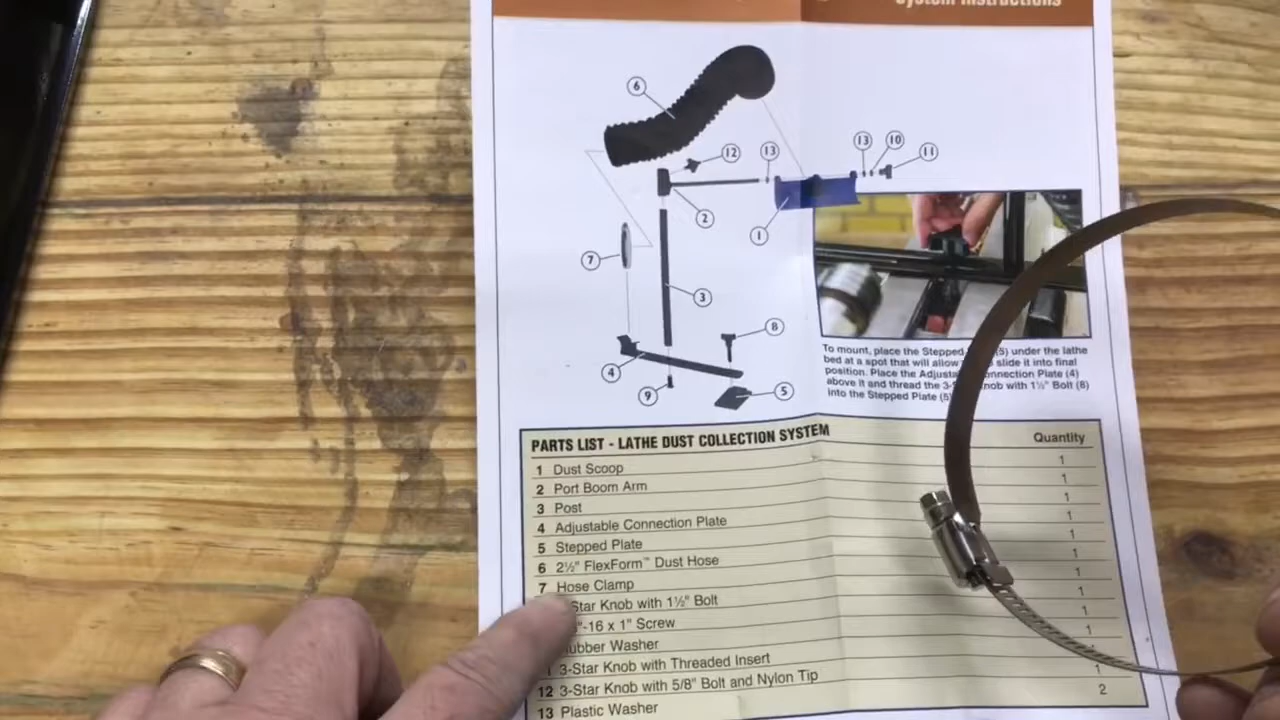 System Instructions
6
12
13
13
10
11
2
1
7
3
8
4
5
9
To mount, place the Stepped (5) under the lathe
bed at a spot that will allow slide it into final
position. Place the Adjusta nnection Plate (4)
above it and thread the 3- Knob with 1½" Bolt (8)
into the Stepped Plate (5)
PARTS LIST - LATHE DUST COLLECTION SYSTEM
Quantity
1 Dust Scoop 1
2 Port Boom Arm 1
3 Post 1
4 Adjustable Connection Plate 1
5 Stepped Plate 1
6 2½" FlexForm™ Dust Hose 1
7 Hose Clamp 1
Star Knob with 1½" Bolt 1
"-16 x 1" Screw 1
ubber Washer 1
1 3-Star Knob with Threaded Insert 1
12 3-Star Knob with 5/8" Bolt and Nylon Tip 1
13 Plastic Washer 2